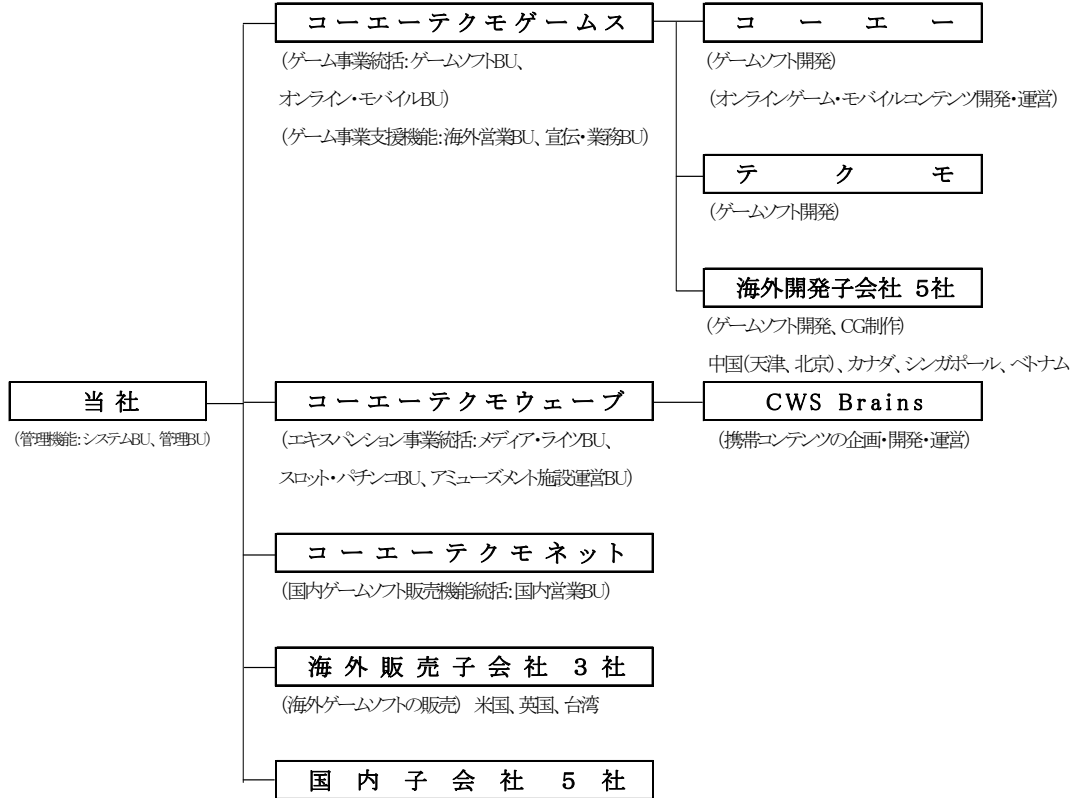 コーエーテクモゲームス
(ゲーム事業統括:ゲームソフトBU、
オンライン・モバイルBU)
(ゲーム事業支援機能:海外営業BU、宣伝・業務BU)
コーエー
(ゲームソフト開発)
(オンラインゲーム・モバイルコンテンツ開発・運営)
テクモ
(ゲームソフト開発)
海外開発子会社 5社
(ゲームソフト開発、CG制作)
中国(天津、北京)、カナダ、シンガポール、ベトナム
当社
(管理機能:システムBU、管理BU)
コーエーテクモウェーブ
(エキスパンション事業統括:メディア・ライツBU、
スロット・パチンコBU、アミューズメント施設運営BU)
CWS Brains
(携帯コンテンツの企画・開発・運営)
コーエーテクモネット
(国内ゲームソフト販売機能統括:国内営業BU)
海外販売子会社 3社
(海外ゲームソフトの販売) 米国、英国、台湾
国内子会社 5社